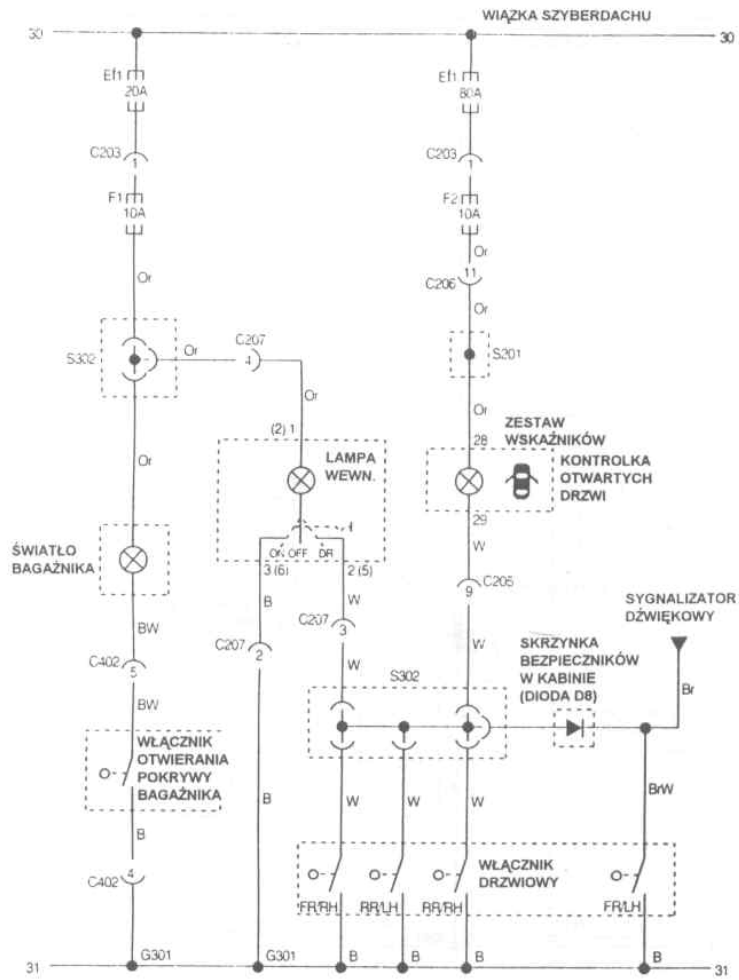 WIĄZKA SZYBERDACHU
30
30
Ef1
20A
Ef1
80A
C203
1
C203
1
F1
10A
F2
10A
Or
Or
11
C206
Or
S302
Or
C207
4
S201
Or
Or
(2) 1
28
ZESTAW
WSKAŹNIKÓW
LAMPA
WEWN.
KONTROLKA
OTWARTYCH
DRZWI
Or
ON OFF DR
29
ŚWIATŁO
BAGAŻNIKA
3 (6)
2 (5)
W
B
W
C205
9
BW
C207
2
C207
3
SYGNALIZATOR
DŹWIĘKOWY
C402
5
W
W
SKRZYNKA
BEZPIECZNIKÓW
W KABINIE
(DIODA D8)
S302
BW
Br
WŁĄCZNIK
OTWIERANIA
POKRYWY
BAGAŻNIKA
B
W
W
W
BrW
B
C402
4
WŁĄCZNIK
DRZWIOWY
FR/RH
RR/LH
RR/RH
FR/LH
31
G301
G301
B
B
B
B
31